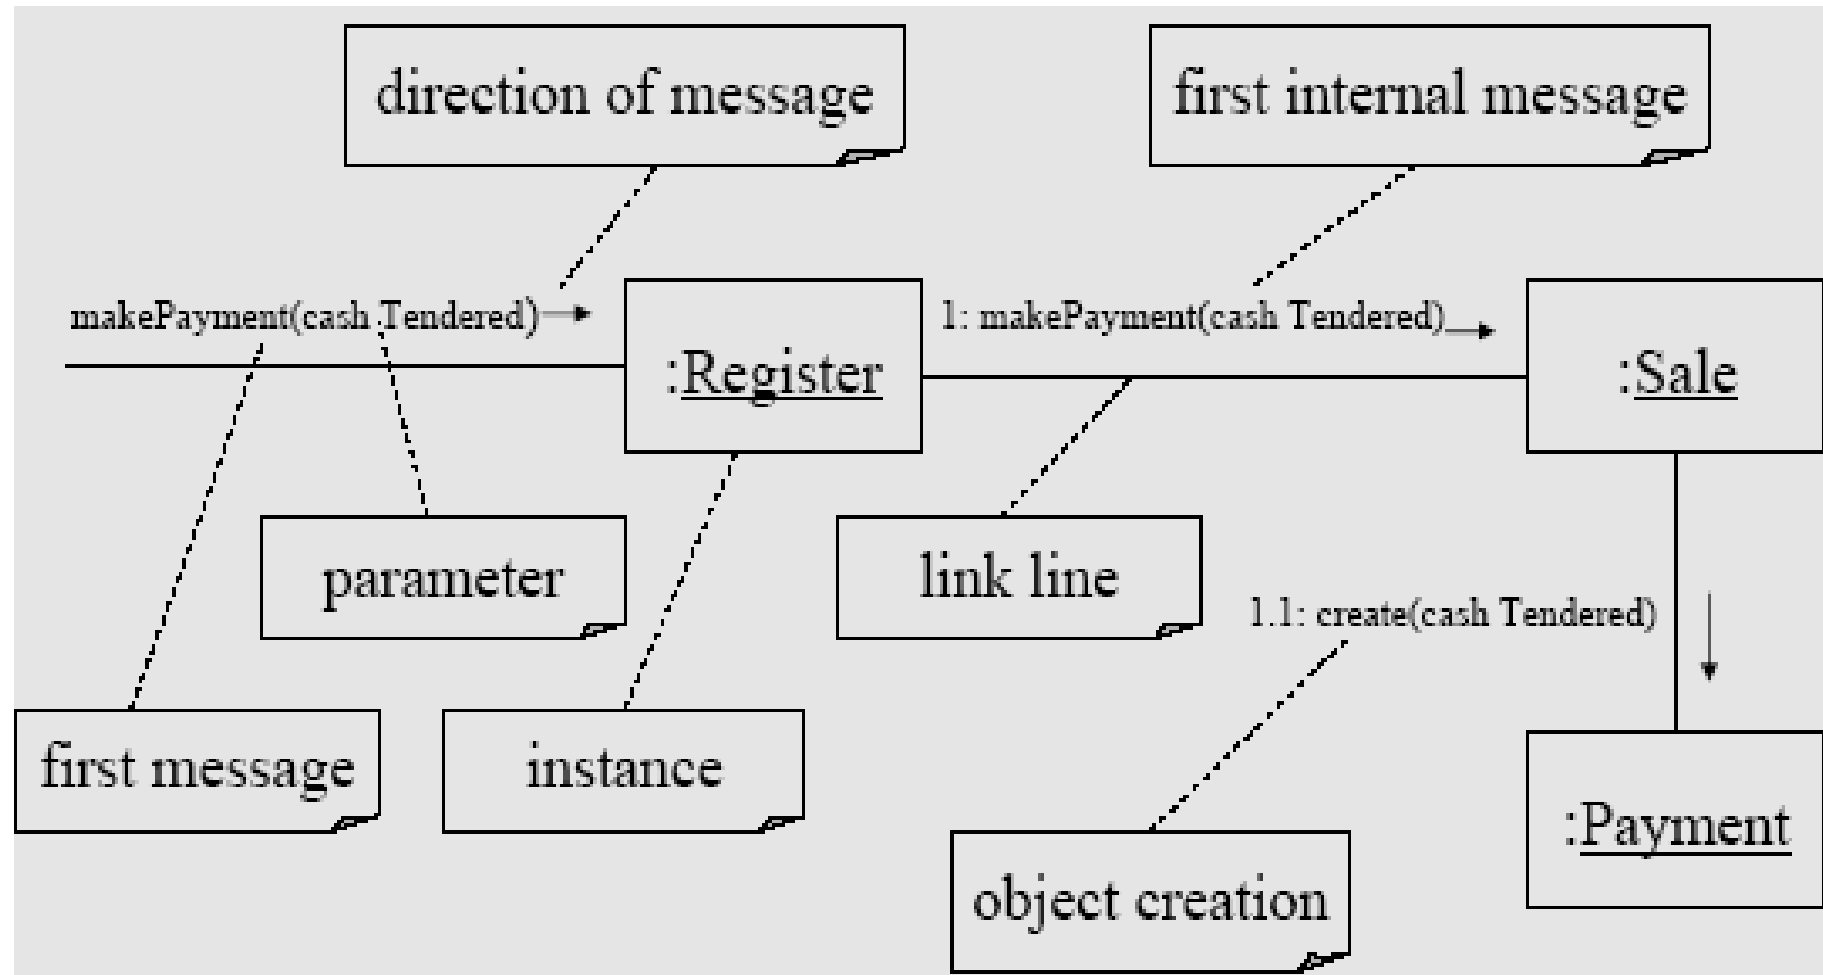 direction of message
first internal message
makePayment(cash Tendered)
1: makePayment(cash Tendered)
:Register
:Sale
parameter
link line
1.1: create(cash Tendered)
first message
instance
:Payment
object creation